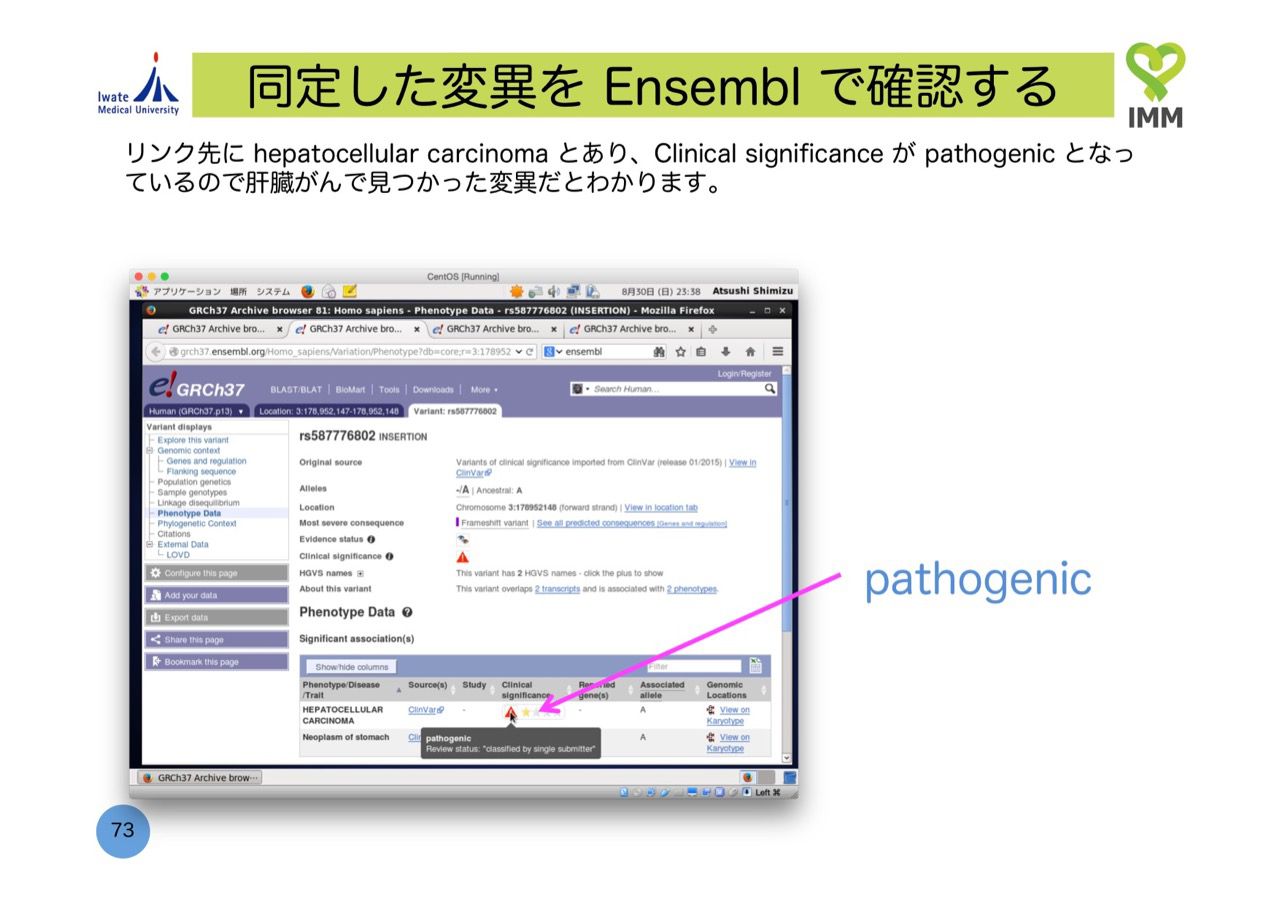 Iwate
Medical University
同定した変異を Ensembl で確認する
IMM
リンク先に hepatocellular carcinoma とあり、Clinical significance が pathogenic となっ
ているので肝臓がんで見つかった変異だとわかります。
CentOS [Running]
アプリケーション 場所 システム 8月30日 (日) 23:38 Atsushi Shimizu
GRCh37 Archive browser 81: Homo sapiens - Phenotype Data - rs587776802 (INSERTION) - Mozilla Firefox
GRCh37 Archive bro... GRCh37 Archive bro... GRCh37 Archive bro... GRCh37 Archive bro...
grch37.ensembl.org/Homo_sapiens/Variation/Phenotype?db=core;r=3:178952 ensembl
Login/Register
e! GRCh37 BLAST/BLAT | BioMart | Tools | Downloads | More Search Human...
Human (GRCh37.p13) ▼ Location: 3:178,952,147-178,952,148 Variant: rs587776802
Variant displays
Explore this variant
Genomic context
Genes and regulation
Flanking sequence
Population genetics
Sample genotypes
Linkage disequilibrium
Phenotype Data
Phylogenetic Context
Citations
External Data
LOVD
Configure this page
Add your data
Export data
Share this page
Bookmark this page
rs587776802 INSERTION
Original source Variants of clinical significance imported from ClinVar (release 01/2015) | View in
ClinVar
Alleles -/A | Ancestral: A
Location Chromosome 3:178952148 (forward strand) | View in location tab
Most severe consequence Frameshift variant | See all predicted consequences [Genes and regulation]
Evidence status
Clinical significance
HGVS names This variant has 2 HGVS names - click the plus to show
About this variant This variant overlaps 2 transcripts and is associated with 2 phenotypes.
Phenotype Data
Significant association(s)
Show/hide columns Filter
Phenotype/Disease Source(s) Study Clinical Reported Associated Genomic
/Trait significance gene(s) allele Locations
HEPATOCELLULAR ClinVar - - A View on
CARCINOMA Karyotype
Neoplasm of stomach A View on
Karyotype
pathogenic
Review status: "classified by single submitter"
GRCh37 Archive brow…
Left ⌘
pathogenic
73